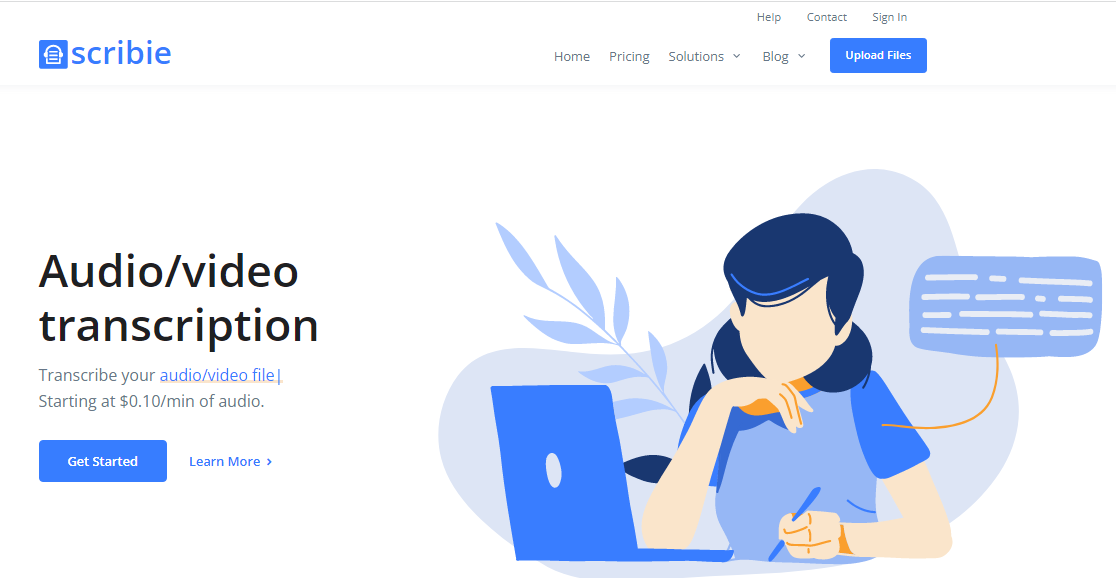 Help Contact Sign In
scribie
Home Pricing Solutions Blog Upload Files
Audio/video
transcription
Transcribe your audio/video file|
Starting at $0.10/min of audio.
Get Started Learn More >